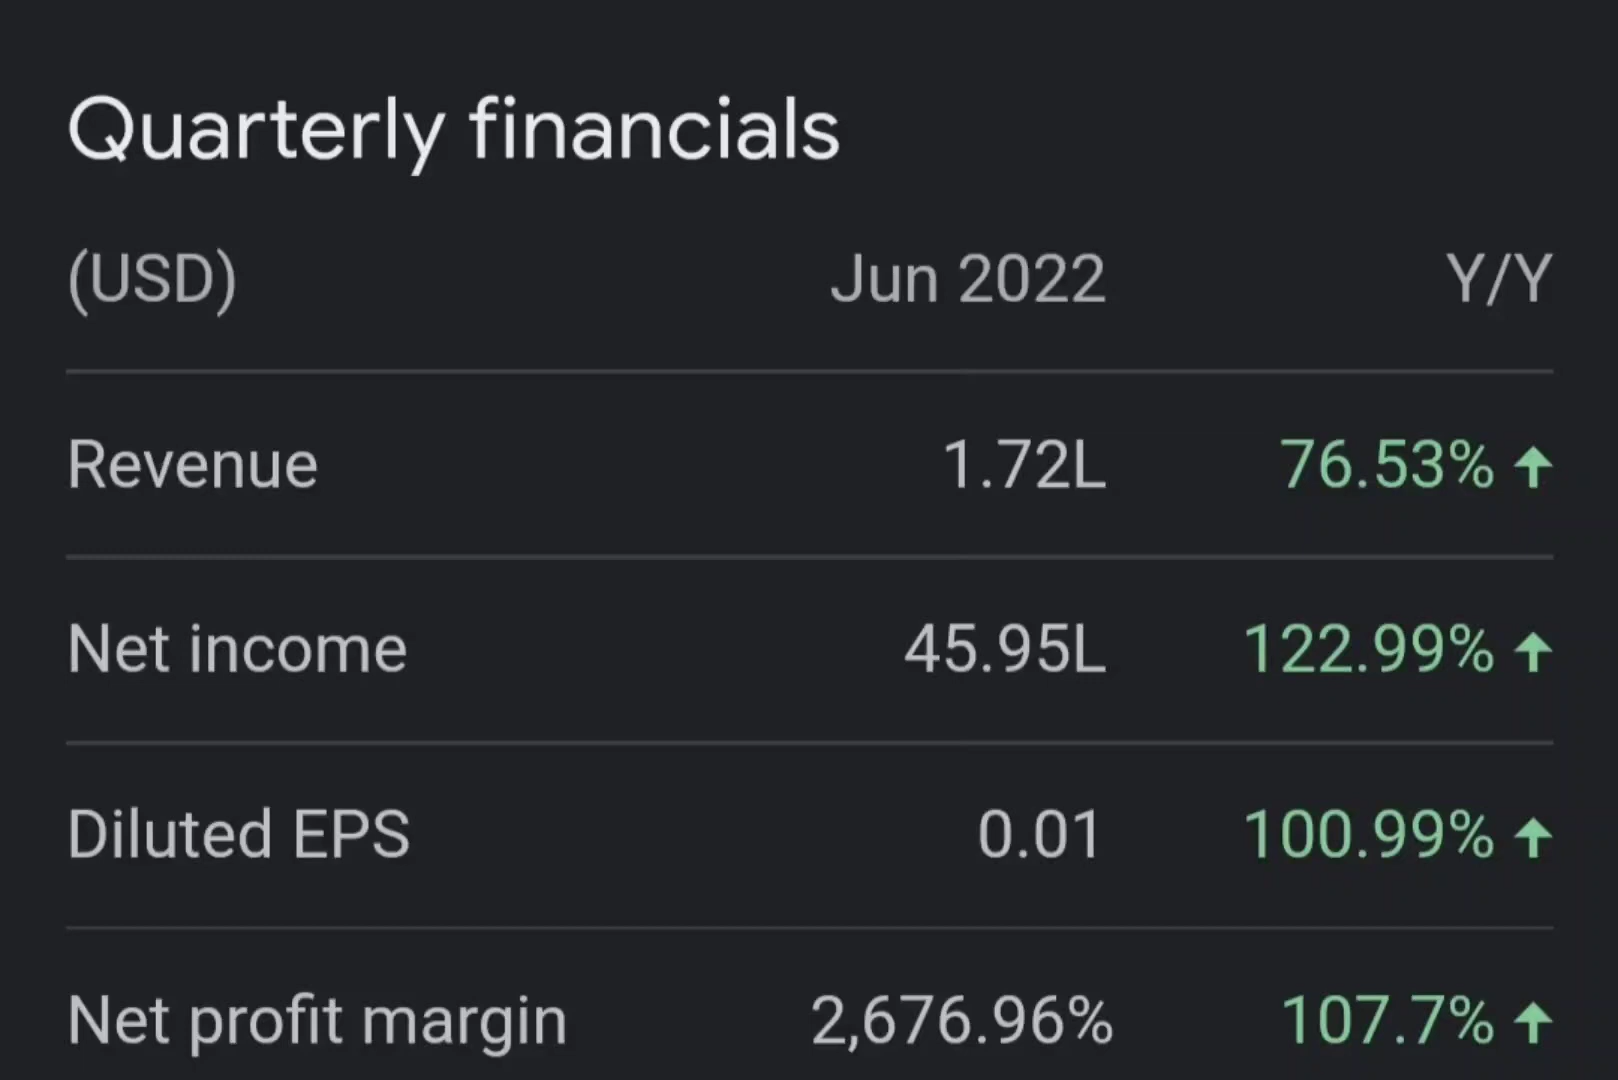 Quarterly financials
(USD) Jun 2022 Y/Y
Revenue 1.72L 76.53% ↑
Net income 45.95L 122.99% ↑
Diluted EPS 0.01 100.99% ↑
Net profit margin 2,676.96% 107.7% ↑